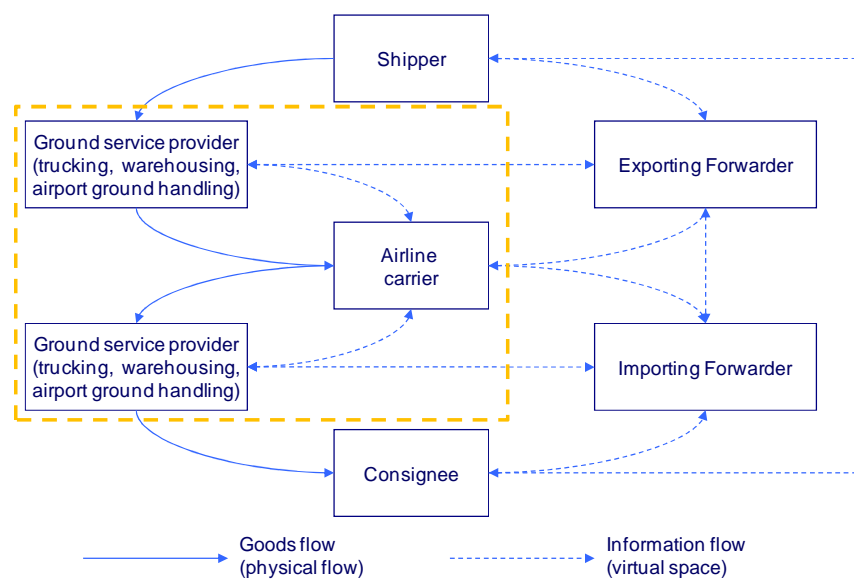 Shipper
Ground service provider
(trucking, warehousing,
airport ground handling)
Exporting Forwarder
Airline
carrier
Ground service provider
(trucking, warehousing,
airport ground handling)
Importing Forwarder
Consignee
Goods flow
(physical flow)
Information flow
(virtual space)